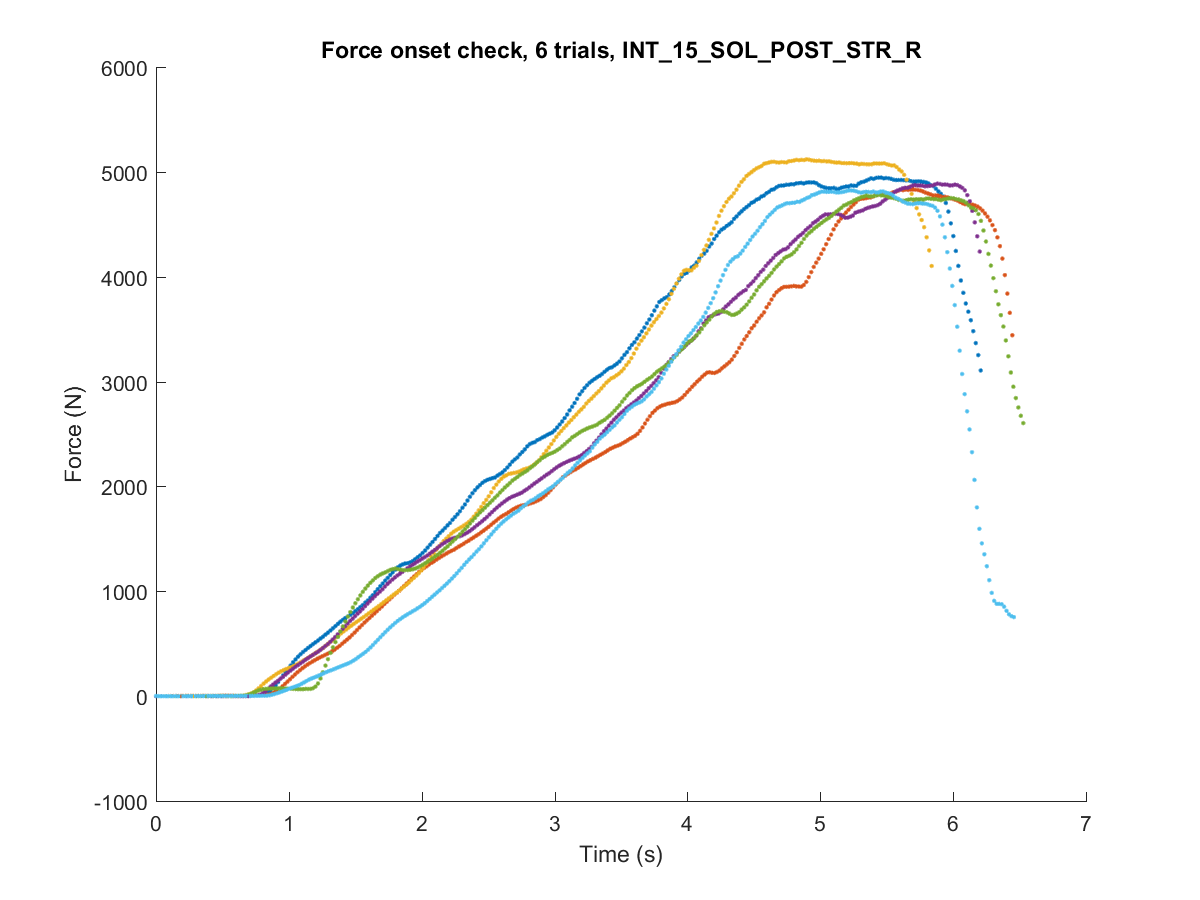 Force onset check, 6 trials, INT_15_SOL_POST_STR_R
6000
5000
4000
3000
2000
1000
0
-1000
Force (N)
0 1 2 3 4 5 6 7
Time (s)